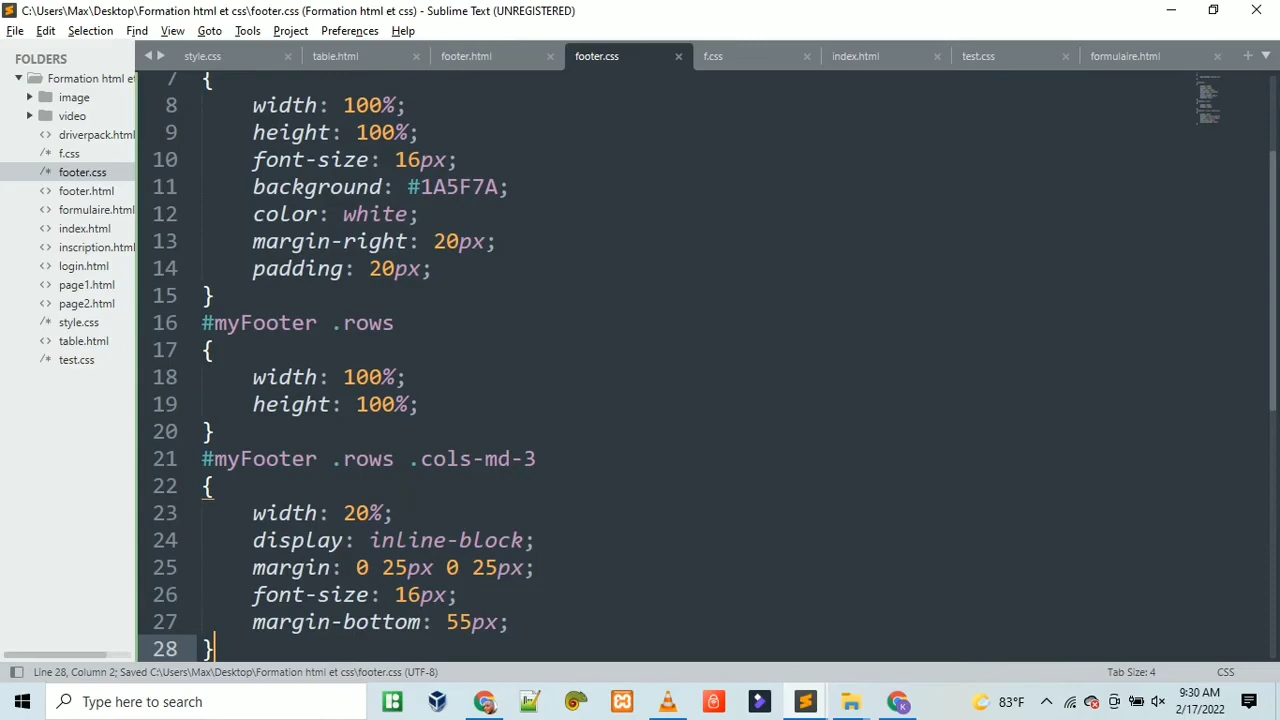 C:\Users\Max\Desktop\Formation html et css\footer.css (Formation html et css) - Sublime Text (UNREGISTERED)
File Edit Selection Find View Goto Tools Project Preferences Help
FOLDERS
Formation html et
image
video
driverpack.html
f.css
footer.css
footer.html
formulaire.html
index.html
inscription.html
login.html
page1.html
page2.html
style.css
table.html
test.css
style.css table.html footer.html footer.css f.css index.html test.css formulaire.html
7 {
8 width: 100%;
9 height: 100%;
10 font-size: 16px;
11 background: #1A5F7A;
12 color: white;
13 margin-right: 20px;
14 padding: 20px;
15 }
16 #myFooter .rows
17 {
18 width: 100%;
19 height: 100%;
20 }
21 #myFooter .rows .cols-md-3
22 {
23 width: 20%;
24 display: inline-block;
25 margin: 0 25px 0 25px;
26 font-size: 16px;
27 margin-bottom: 55px;
28 }
Line 28, Column 2; Saved C:\Users\Max\Desktop\Formation html et css\footer.css (UTF-8) Tab Size: 4 CSS
Type here to search 83°F 9:30 AM
2/17/2022